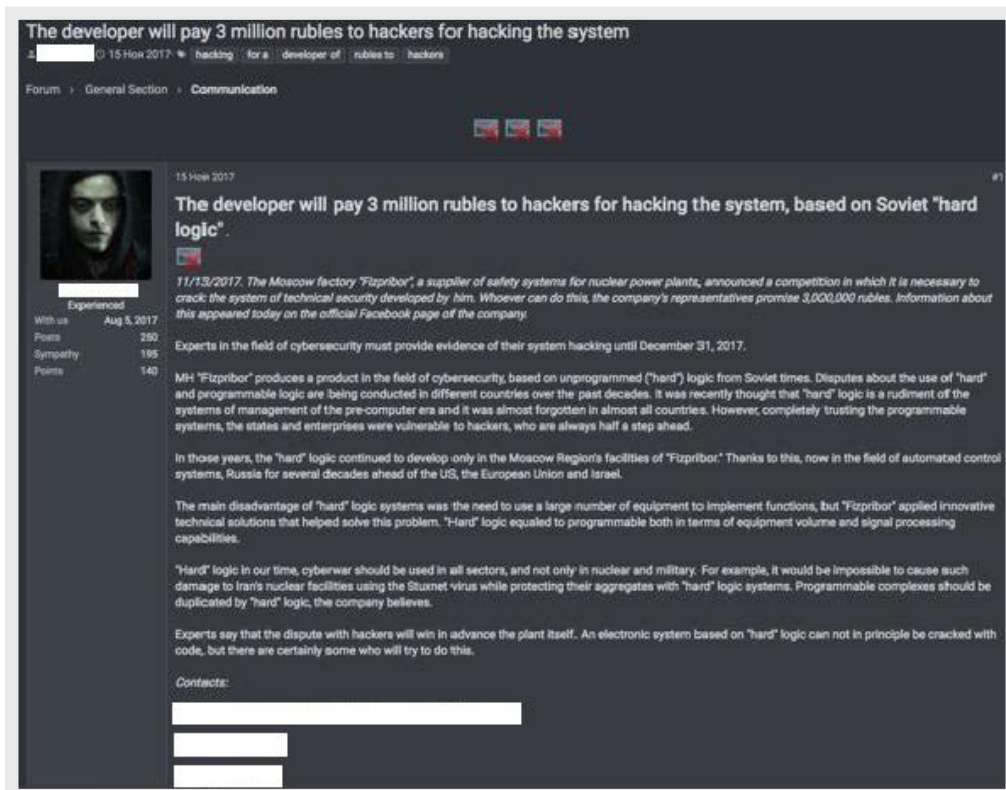 The developer will pay 3 million rubles to hackers for hacking the system
15 Ноя 2017 hacking for a developer of rubles to hackers
Forum › General Section › Communication
15 Ноя 2017 #1
The developer will pay 3 million rubles to hackers for hacking the system, based on Soviet "hard
logic".
11/13/2017. The Moscow factory "Fizpribor", a supplier of safety systems for nuclear power plants, announced a competition in which it is necessary to
crack the system of technical security developed by him. Whoever can do this, the company's representatives promise 3,000,000 rubles. Information about
this appeared today on the official Facebook page of the company.
Experienced
With us Aug 5, 2017
Posts 250
Sympathy 195
Points 140
Experts in the field of cybersecurity must provide evidence of their system hacking until December 31, 2017.
MH "Fizpribor" produces a product in the field of cybersecurity, based on unprogrammed ("hard") logic from Soviet times. Disputes about the use of "hard"
and programmable logic are being conducted in different countries over the past decades. It was recently thought that "hard" logic is a rudiment of the
systems of management of the pre-computer era and it was almost forgotten in almost all countries. However, completely trusting the programmable
systems, the states and enterprises were vulnerable to hackers, who are always half a step ahead.
In those years, the "hard" logic continued to develop only in the Moscow Region's facilities of "Fizpribor." Thanks to this, now in the field of automated control
systems, Russia for several decades ahead of the US, the European Union and Israel.
The main disadvantage of "hard" logic systems was the need to use a large number of equipment to implement functions, but "Fizpribor" applied innovative
technical solutions that helped solve this problem. "Hard" logic equaled to programmable both in terms of equipment volume and signal processing
capabilities.
"Hard" logic in our time, cyberwar should be used in all sectors, and not only in nuclear and military. For example, it would be impossible to cause such
damage to Iran's nuclear facilities using the Stuxnet virus while protecting their aggregates with "hard" logic systems. Programmable complexes should be
duplicated by "hard" logic, the company believes.
Experts say that the dispute with hackers will win in advance the plant itself. An electronic system based on "hard" logic can not in principle be cracked with
code, but there are certainly some who will try to do this.
Contacts: